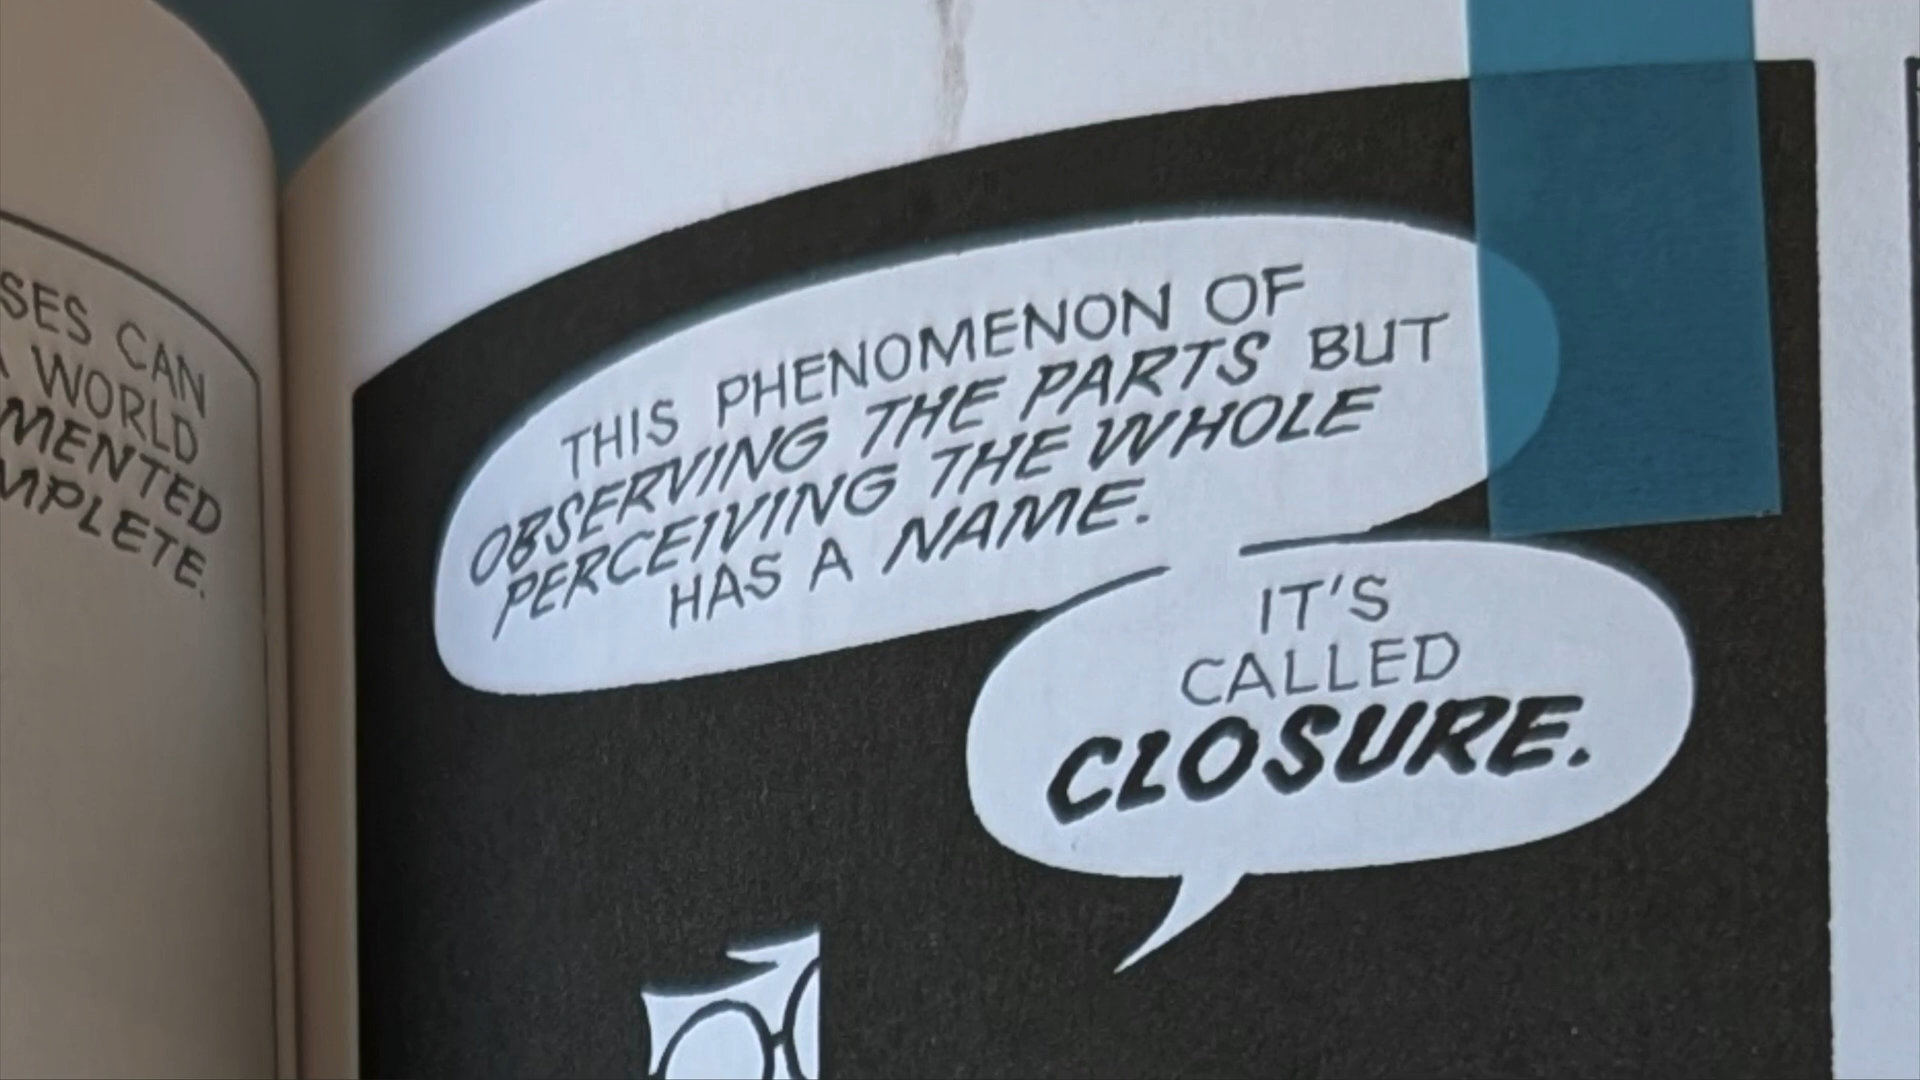 SES CAN
WORLD
MENTED
MPLETE.
THIS PHENOMENON OF
OBSERVING THE PARTS BUT
PERCEIVING THE WHOLE
HAS A NAME.
IT'S
CALLED
CLOSURE.